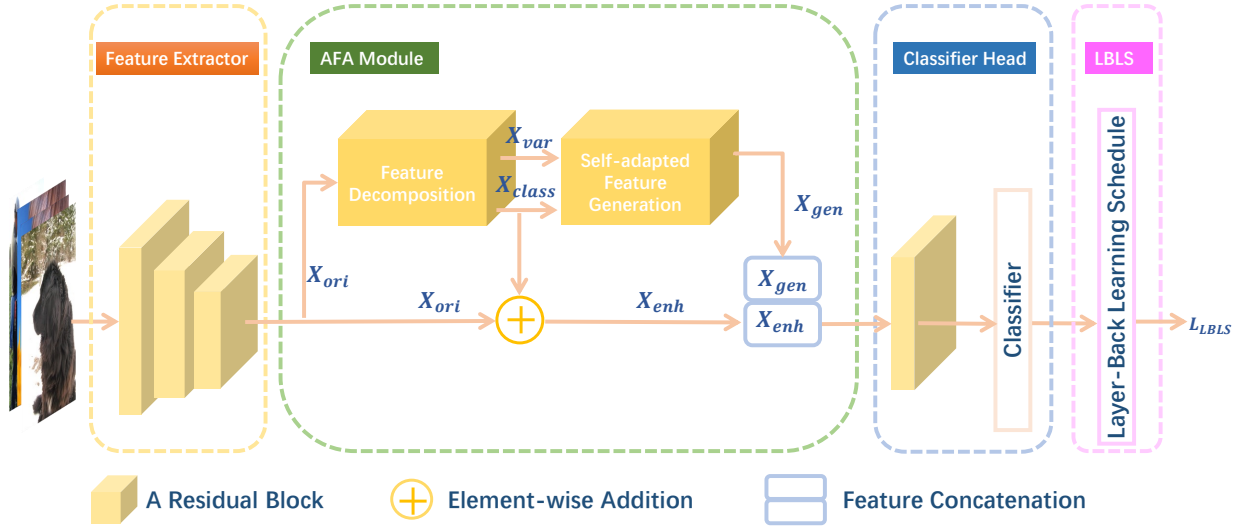 Feature Extractor
AFA Module
Classifier Head
LBLS
Feature
Decomposition
X_var
X_class
Self-adapted
Feature
Generation
X_gen
X_ori
X_ori
X_enh
X_gen
X_enh
Classifier
Layer-Back Learning Schedule
L_LBLS
A Residual Block
Element-wise Addition
Feature Concatenation